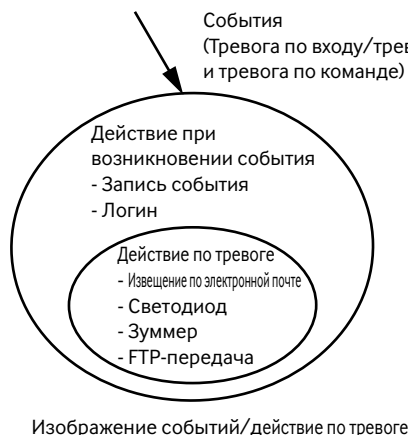 События
(Тревога по входу/трев
и тревога по команде)
Действие при
возникновении события
- Запись события
- Логин
Действие по тревоге
- Извещение по электронной почте
- Светодиод
- Зуммер
- FTP-передача
Изображение событий/действие по тревоге